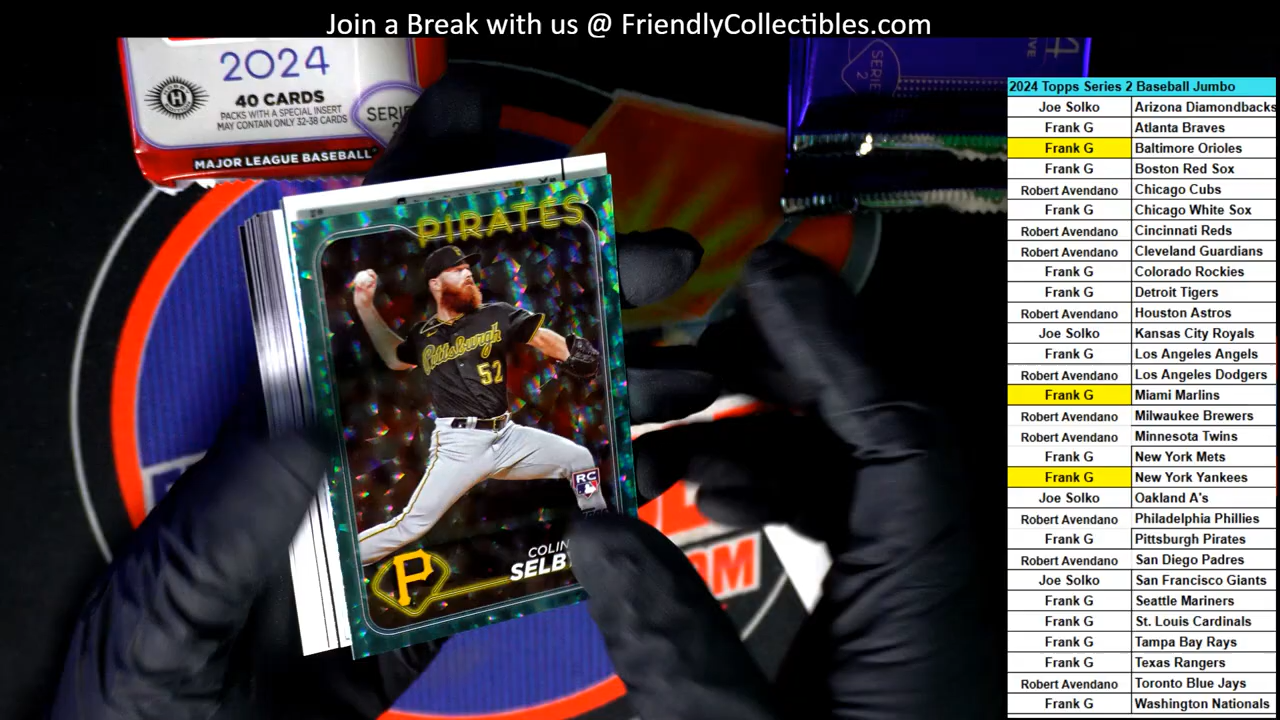 Join a Break with us @ FriendlyCollectibles.com
2024
H
40 CARDS
PACKS WITH A SPECIAL INSERT
MAY CONTAIN ONLY 32-38 CARDS
SERIE
MAJOR LEAGUE BASEBALL
SERIE
2
PIRATES
Pittsburgh
52
RC
P
COLIN
SELB
OM
2024 Topps Series 2 Baseball Jumbo
Joe Solko Arizona Diamondbacks
Frank G Atlanta Braves
Frank G Baltimore Orioles
Frank G Boston Red Sox
Robert Avendano Chicago Cubs
Frank G Chicago White Sox
Robert Avendano Cincinnati Reds
Robert Avendano Cleveland Guardians
Frank G Colorado Rockies
Frank G Detroit Tigers
Robert Avendano Houston Astros
Joe Solko Kansas City Royals
Frank G Los Angeles Angels
Robert Avendano Los Angeles Dodgers
Frank G Miami Marlins
Robert Avendano Milwaukee Brewers
Robert Avendano Minnesota Twins
Frank G New York Mets
Frank G New York Yankees
Joe Solko Oakland A's
Robert Avendano Philadelphia Phillies
Frank G Pittsburgh Pirates
Robert Avendano San Diego Padres
Joe Solko San Francisco Giants
Frank G Seattle Mariners
Frank G St. Louis Cardinals
Frank G Tampa Bay Rays
Frank G Texas Rangers
Robert Avendano Toronto Blue Jays
Frank G Washington Nationals